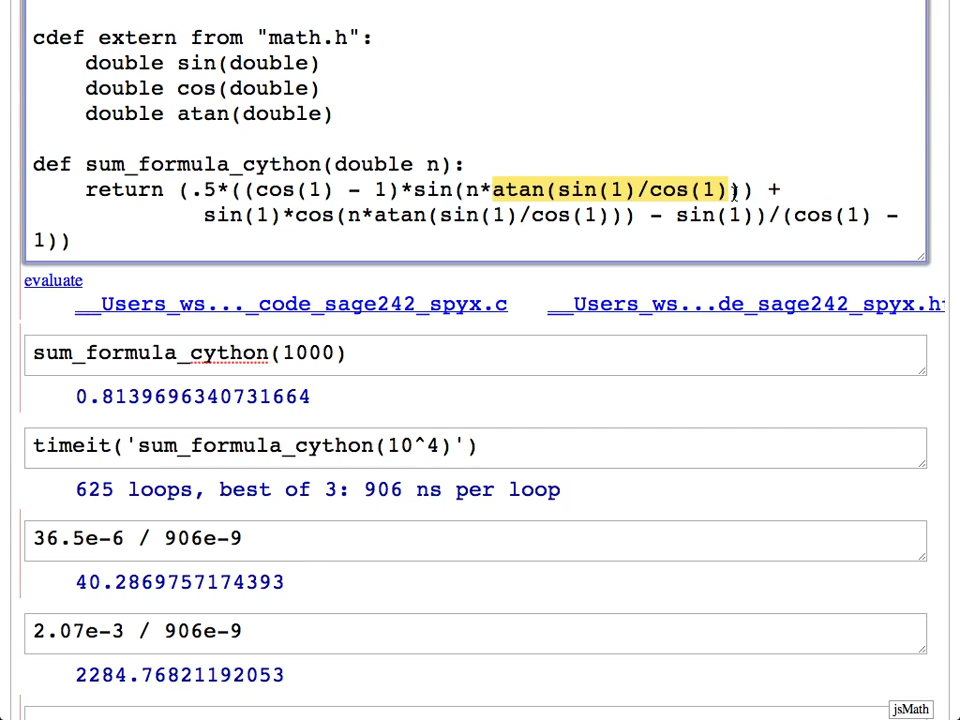 cdef extern from "math.h":
double sin(double)
double cos(double)
double atan(double)
def sum_formula_cython(double n):
return (.5*((cos(1) - 1)*sin(n*atan(sin(1)/cos(1))) +
sin(1)*cos(n*atan(sin(1)/cos(1))) - sin(1))/(cos(1) -
1))
evaluate
__Users_ws..._code_sage242_spyx.c __Users_ws...de_sage242_spyx.ht
sum_formula_cython(1000)
0.8139696340731664
timeit('sum_formula_cython(10^4)')
625 loops, best of 3: 906 ns per loop
36.5e-6 / 906e-9
40.2869757174393
2.07e-3 / 906e-9
2284.76821192053
jsMath